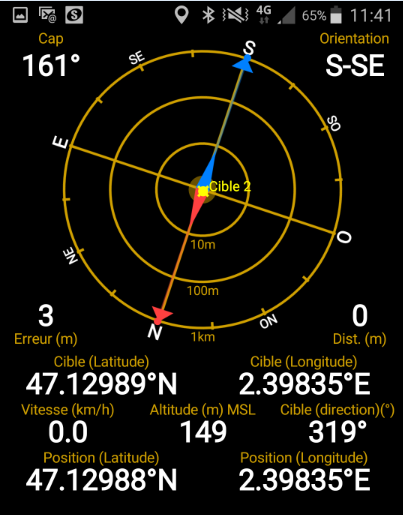 4G 65% 11:41
Cap Orientation
161° S-SE
S
SE
E
SO
Cible 2
O
NE
10m
100m
N
NO
1km
3 0
Erreur (m) Dist. (m)
Cible (Latitude) Cible (Longitude)
47.12989°N 2.39835°E
Vitesse (km/h) Altitude (m) MSL Cible (direction)(°)
0.0 149 319°
Position (Latitude) Position (Longitude)
47.12988°N 2.39835°E